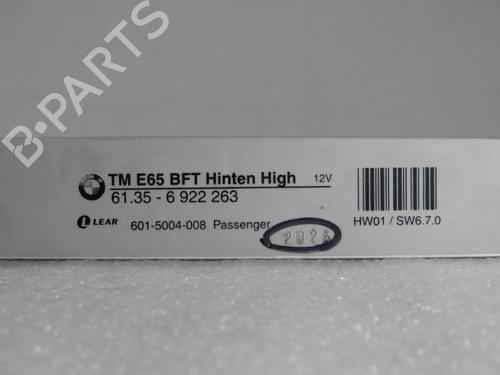 B-PARTS
TM E65 BFT Hinten High 12V
61.35 - 6 922 263
LEAR 601-5004-008 Passenger
HW01 / SW6.7.0